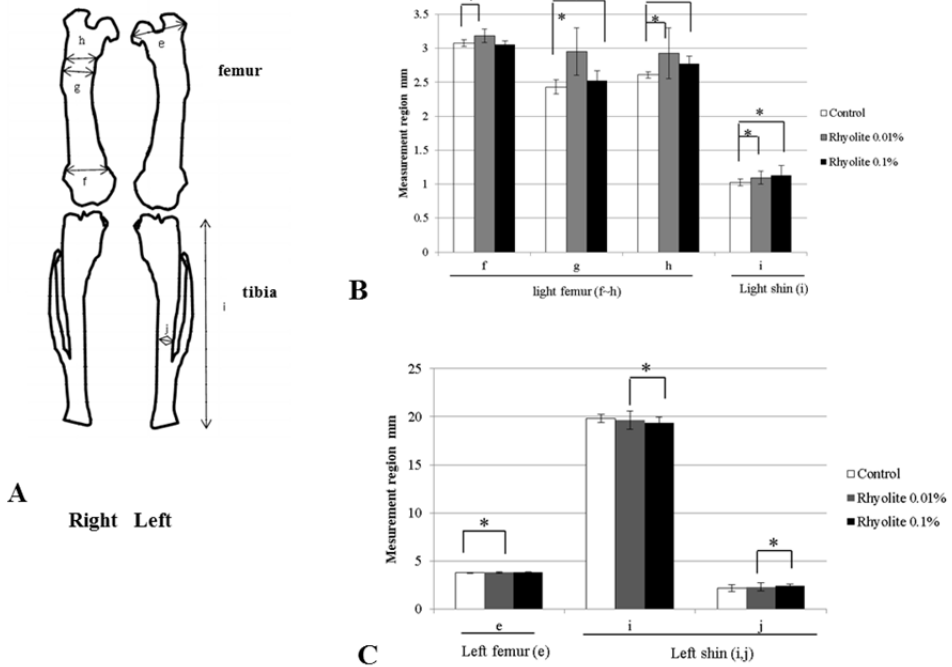 h
e
femur
g
f
tibia
i
j
A
Right Left
*
*
*
*
*
Measurement region mm
3.5
3
2.5
2
1.5
1
0.5
0
f
g
h
i
light femur (f~h)
Light shin (i)
Control
Rhyolite 0.01%
Rhyolite 0.1%
B
*
*
*
Mesurement region mm
25
20
15
10
5
0
e
i
j
Left femur (e)
Left shin (i,j)
Control
Rhyolite 0.01%
Rhyolite 0.1%
C